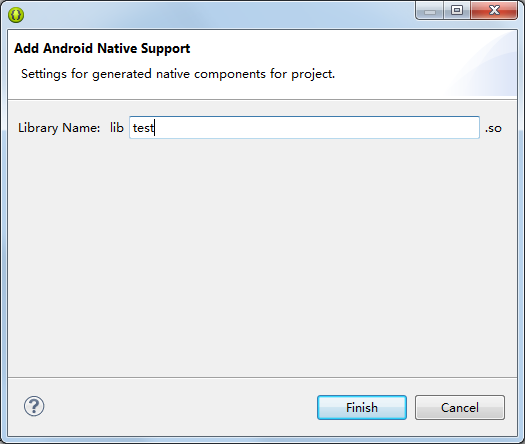 Add Android Native Support
Settings for generated native components for project.
Library Name: lib test .so
Finish Cancel